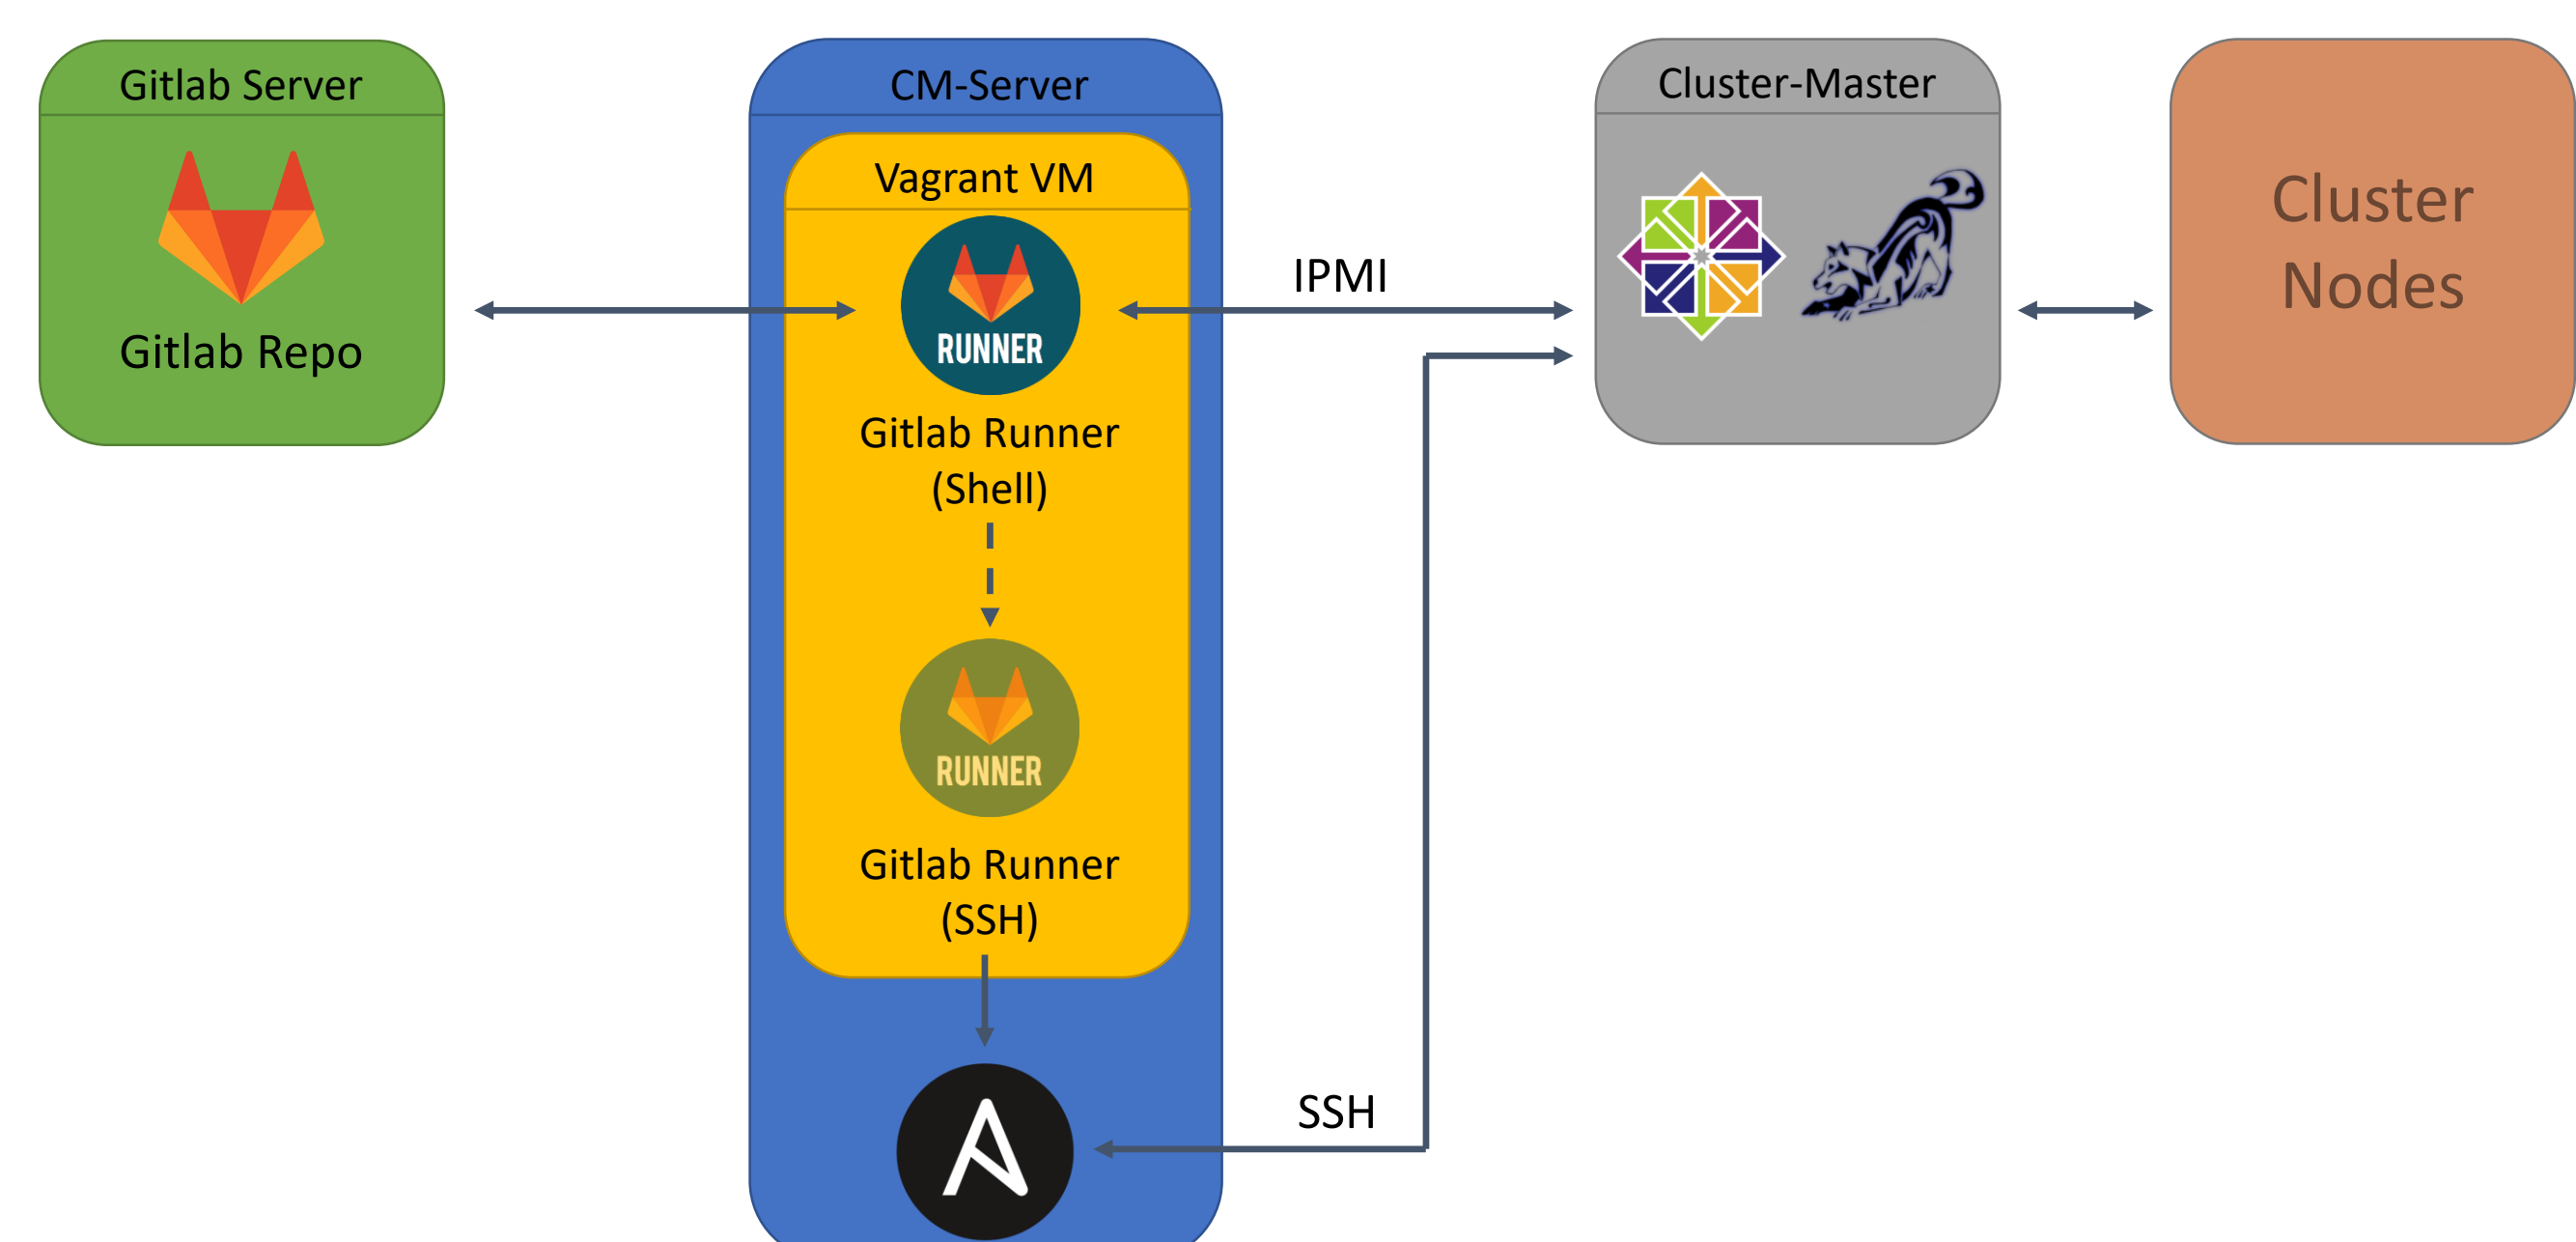 Gitlab Server
Gitlab Repo
CM-Server
Vagrant VM
RUNNER
Gitlab Runner
(Shell)
RUNNER
Gitlab Runner
(SSH)
IPMI
SSH
Cluster-Master
Cluster
Nodes